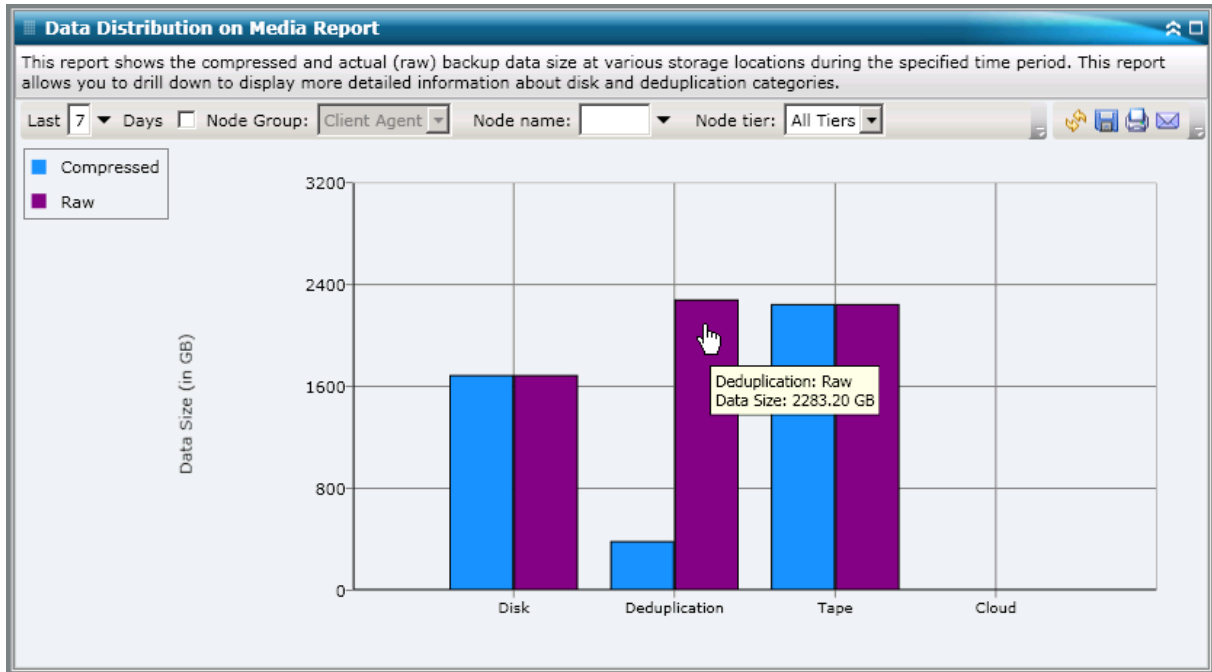 Data Distribution on Media Report
This report shows the compressed and actual (raw) backup data size at various storage locations during the specified time period. This report
allows you to drill down to display more detailed information about disk and deduplication categories.
Last 7 Days Node Group: Client Agent Node name: Node tier: All Tiers
Compressed
Raw
3200
2400
1600
800
0
Data Size (in GB)
Deduplication: Raw
Data Size: 2283.20 GB
Disk Deduplication Tape Cloud